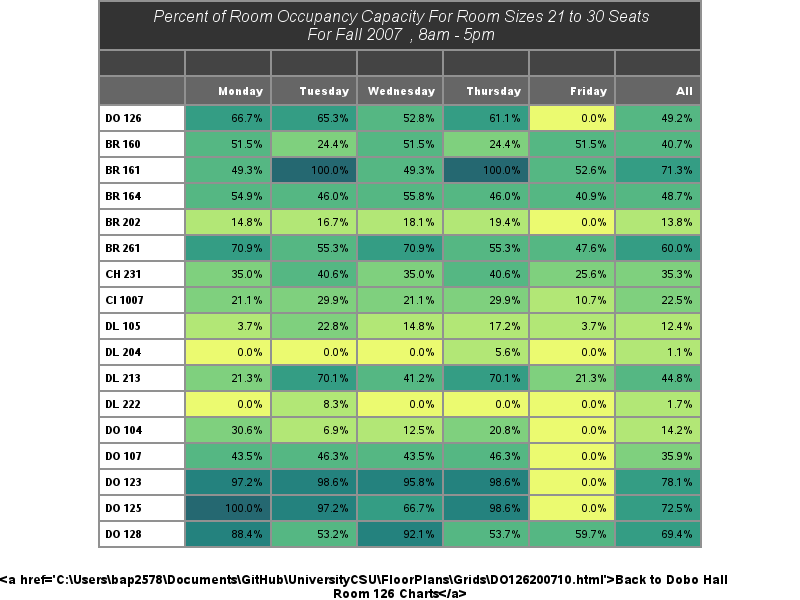 Percent of Room Occupancy Capacity For Room Sizes 21 to 30 Seats
For Fall 2007 , 8am - 5pm
Monday Tuesday Wednesday Thursday Friday All
DO 126 66.7% 65.3% 52.8% 61.1% 0.0% 49.2%
BR 160 51.5% 24.4% 51.5% 24.4% 51.5% 40.7%
BR 161 49.3% 100.0% 49.3% 100.0% 52.6% 71.3%
BR 164 54.9% 46.0% 55.8% 46.0% 40.9% 48.7%
BR 202 14.8% 16.7% 18.1% 19.4% 0.0% 13.8%
BR 261 70.9% 55.3% 70.9% 55.3% 47.6% 60.0%
CH 231 35.0% 40.6% 35.0% 40.6% 25.6% 35.3%
CI 1007 21.1% 29.9% 21.1% 29.9% 10.7% 22.5%
DL 105 3.7% 22.8% 14.8% 17.2% 3.7% 12.4%
DL 204 0.0% 0.0% 0.0% 5.6% 0.0% 1.1%
DL 213 21.3% 70.1% 41.2% 70.1% 21.3% 44.8%
DL 222 0.0% 8.3% 0.0% 0.0% 0.0% 1.7%
DO 104 30.6% 6.9% 12.5% 20.8% 0.0% 14.2%
DO 107 43.5% 46.3% 43.5% 46.3% 0.0% 35.9%
DO 123 97.2% 98.6% 95.8% 98.6% 0.0% 78.1%
DO 125 100.0% 97.2% 66.7% 98.6% 0.0% 72.5%
DO 128 88.4% 53.2% 92.1% 53.7% 59.7% 69.4%
<a href='C:\Users\bap2578\Documents\GitHub\UniversityCSU\FloorPlans\Grids\DO126200710.html'>Back to Dobo Hall
Room 126 Charts</a>